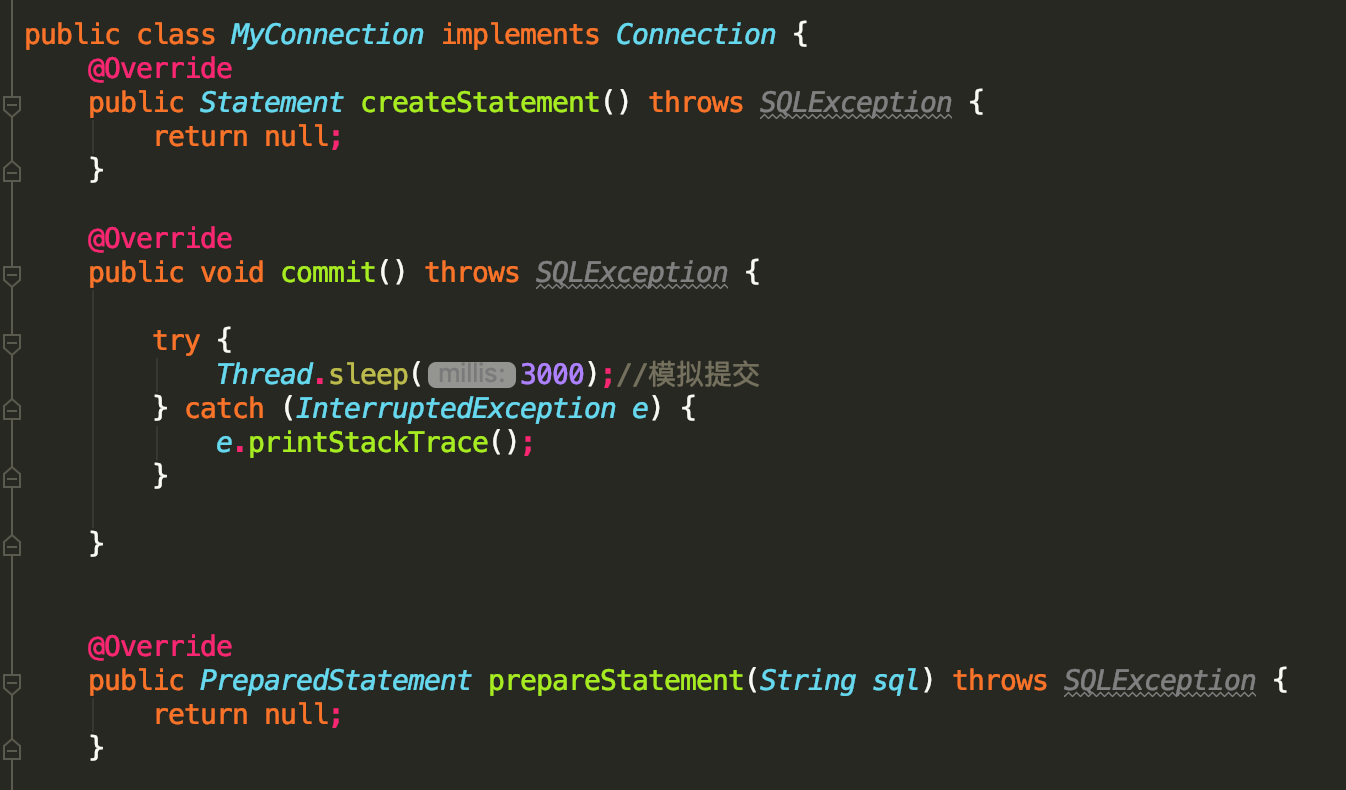 public class MyConnection implements Connection {
@Override
public Statement createStatement() throws SQLException {
return null;
}
@Override
public void commit() throws SQLException {
try {
Thread.sleep( millis: 3000);//模拟提交
} catch (InterruptedException e) {
e.printStackTrace();
}
}
@Override
public PreparedStatement prepareStatement(String sql) throws SQLException {
return null;
}